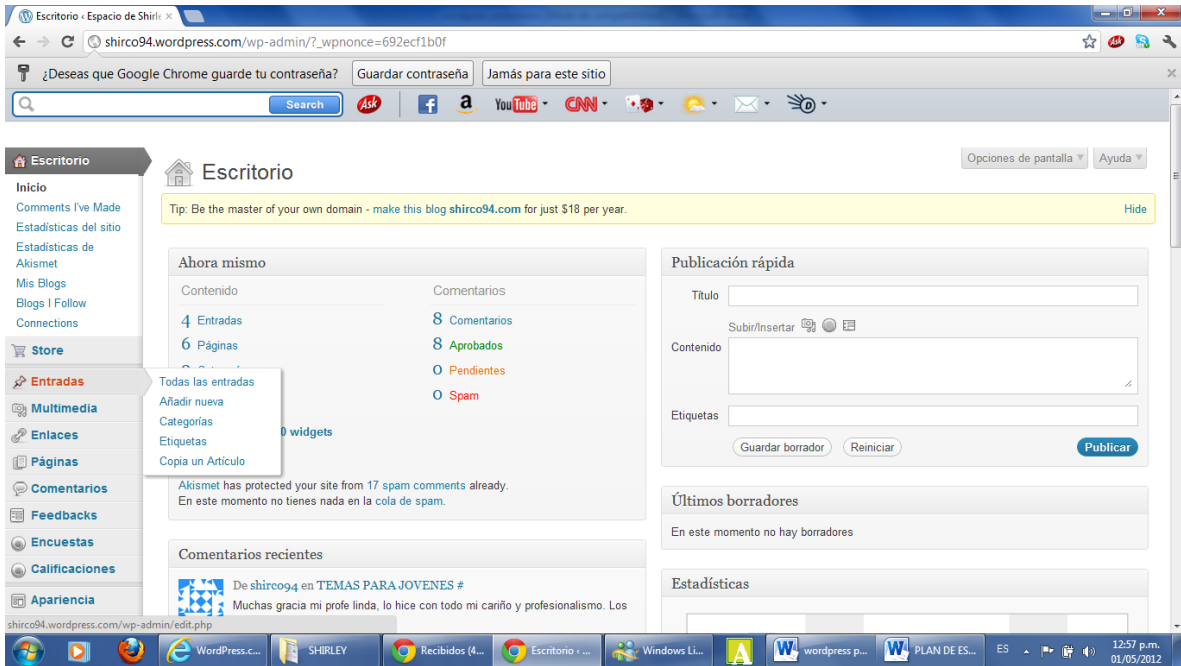 Escritorio ‹ Espacio de Shirle
shirco94.wordpress.com/wp-admin/?_wpnonce=692ecf1b0f
¿Deseas que Google Chrome guarde tu contraseña? Guardar contraseña Jamás para este sitio
Search Ask f a YouTube CNN
Escritorio
Inicio
Comments I've Made
Estadísticas del sitio
Estadísticas de
Akismet
Mis Blogs
Blogs I Follow
Connections
Store
Entradas
Multimedia
Enlaces
Páginas
Comentarios
Feedbacks
Encuestas
Calificaciones
Apariencia
Todas las entradas
Añadir nueva
Categorías
Etiquetas
Copia un Artículo
Escritorio
Opciones de pantalla Ayuda
Tip: Be the master of your own domain - make this blog shirco94.com for just $18 per year. Hide
Ahora mismo
Contenido Comentarios
4 Entradas 8 Comentarios
6 Páginas 8 Aprobados
0 Pendientes
0 Spam
0 widgets
Akismet has protected your site from 17 spam comments already.
En este momento no tienes nada en la cola de spam.
Comentarios recientes
De shirco94 en TEMAS PARA JOVENES #
Muchas gracia mi profe linda, lo hice con todo mi cariño y profesionalismo. Los
Publicación rápida
Título
Subir/Insertar
Contenido
Etiquetas
Guardar borrador Reiniciar Publicar
Últimos borradores
En este momento no hay borradores
Estadísticas
shirco94.wordpress.com/wp-admin/edit.php
WordPress.c... SHIRLEY Recibidos (4... Escritorio ‹ ... Windows Li... wordpress p... PLAN DE ES... ES 12:57 p.m.
01/05/2012